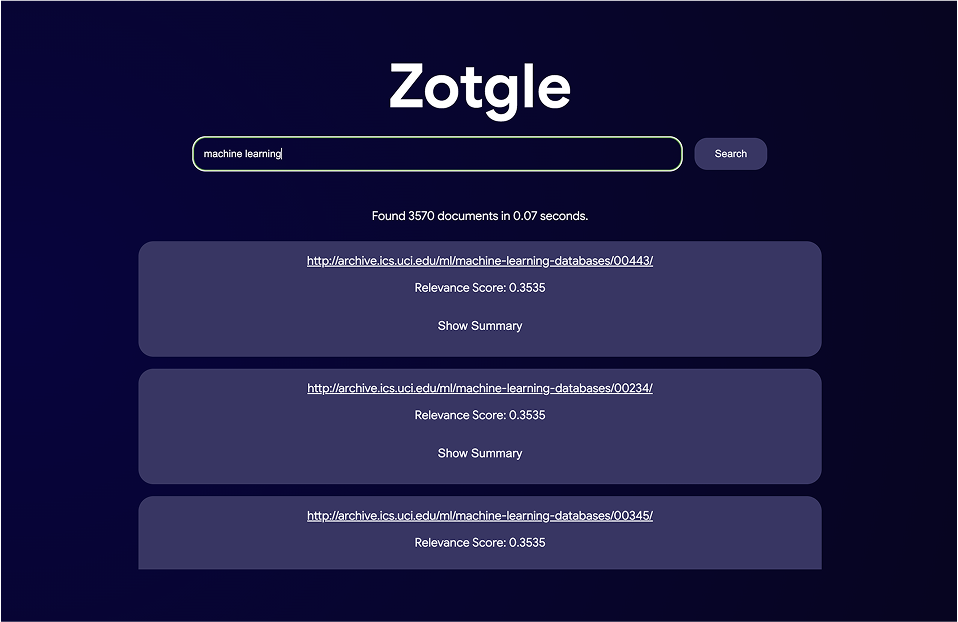 Zotgle
machine learning
Search
Found 3570 documents in 0.07 seconds.
http://archive.ics.uci.edu/ml/machine-learning-databases/00443/
Relevance Score: 0.3535
Show Summary
http://archive.ics.uci.edu/ml/machine-learning-databases/00234/
Relevance Score: 0.3535
Show Summary
http://archive.ics.uci.edu/ml/machine-learning-databases/00345/
Relevance Score: 0.3535